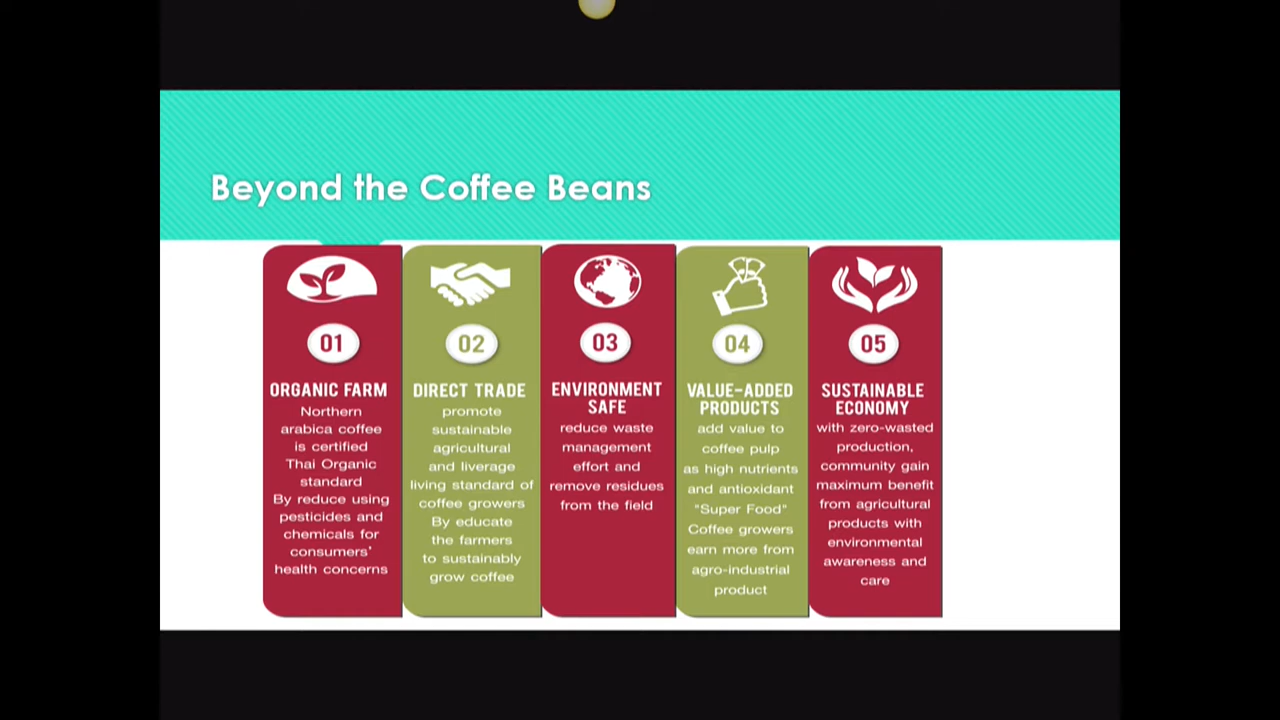 Beyond the Coffee Beans
01
ORGANIC FARM
Northern
arabica coffee
is certified
Thai Organic
standard
By reduce using
pesticides and
chemicals for
consumers'
health concerns
02
DIRECT TRADE
promote
sustainable
agricultural
and liverage
living standard of
coffee growers
By educate
the farmers
to sustainably
grow coffee
03
ENVIRONMENT
SAFE
reduce waste
management
effort and
remove residues
from the field
04
VALUE-ADDED
PRODUCTS
add value to
coffee pulp
as high nutrients
and antioxidant
"Super Food"
Coffee growers
earn more from
agro-industrial
product
05
SUSTAINABLE
ECONOMY
with zero-wasted
production,
community gain
maximum benefit
from agricultural
products with
environmental
awareness and
care